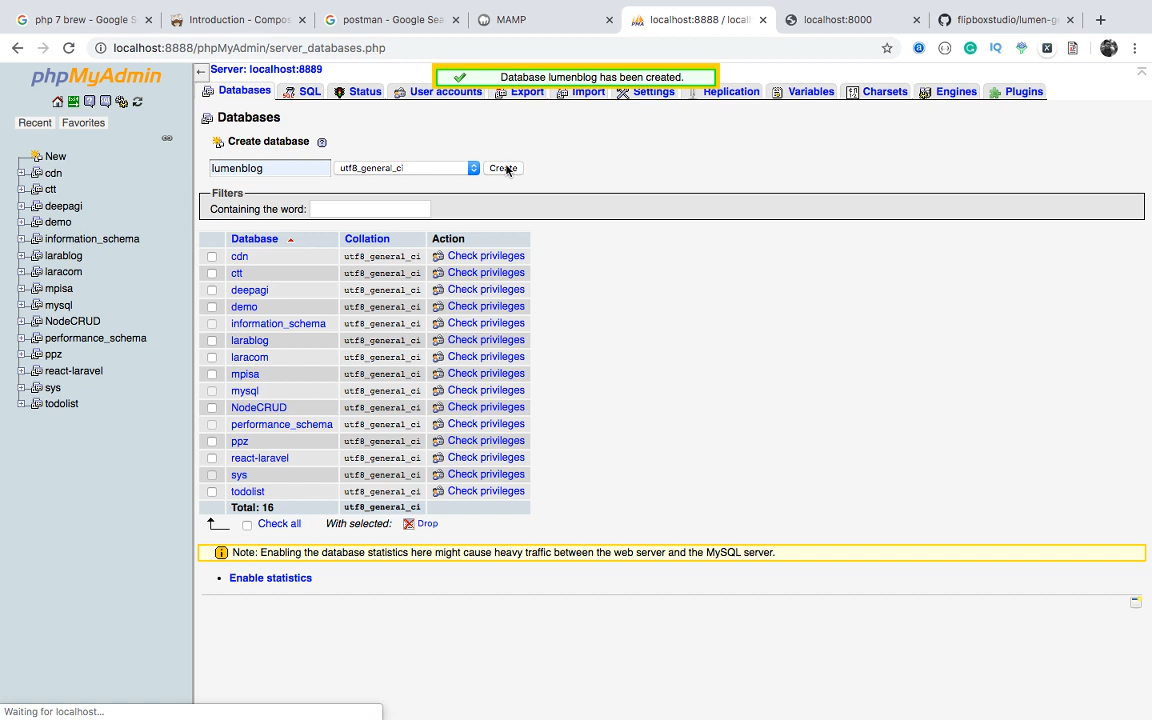 php 7 brew - Google S
Introduction - Compos
postman - Google Sea
MAMP
localhost:8888 / local
localhost:8000
flipboxstudio/lumen-g
localhost:8888/phpMyAdmin/server_databases.php
phpMyAdmin
Recent
Favorites
New
cdn
ctt
deepagi
demo
information_schema
larablog
laracom
mpisa
mysql
NodeCRUD
performance_schema
ppz
react-laravel
sys
todolist
Server: localhost:8889
Database lumenblog has been created.
Databases
SQL
Status
User accounts
Export
Import
Settings
Replication
Variables
Charsets
Engines
Plugins
Databases
Create database
lumenblog
utf8_general_ci
Create
Filters
Containing the word:
Database Collation Action
cdn utf8_general_ci Check privileges
ctt utf8_general_ci Check privileges
deepagi utf8_general_ci Check privileges
demo utf8_general_ci Check privileges
information_schema utf8_general_ci Check privileges
larablog utf8_general_ci Check privileges
laracom utf8_general_ci Check privileges
mpisa utf8_general_ci Check privileges
mysql utf8_general_ci Check privileges
NodeCRUD utf8_general_ci Check privileges
performance_schema utf8_general_ci Check privileges
ppz utf8_general_ci Check privileges
react-laravel utf8_general_ci Check privileges
sys utf8_general_ci Check privileges
todolist utf8_general_ci Check privileges
Total: 16 utf8_general_ci
Check all With selected: Drop
Note: Enabling the database statistics here might cause heavy traffic between the web server and the MySQL server.
• Enable statistics
Waiting for localhost...